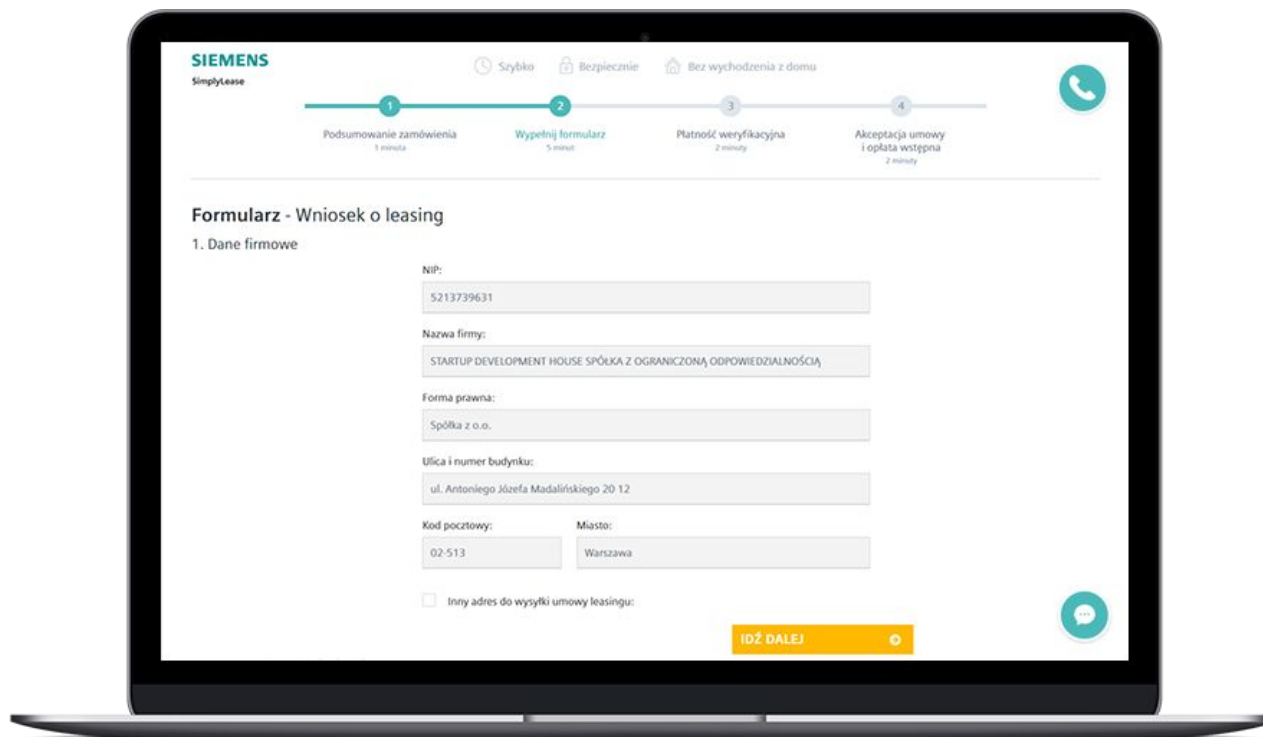 SIEMENS
SimplyLease
Szybko
Bezpiecznie
Bez wychodzenia z domu
1
2
3
4
Podsumowanie zamówienia
1 minuta
Wypełnij formularz
5 minut
Płatność weryfikacyjna
2 minuty
Akceptacja umowy
i opłata wstępna
2 minuty
Formularz - Wniosek o leasing
1. Dane firmowe
NIP:
5213739631
Nazwa firmy:
STARTUP DEVELOPMENT HOUSE SPÓŁKA Z OGRANICZONĄ ODPOWIEDZIALNOŚCIĄ
Forma prawna:
Spółka z o.o.
Ulica i numer budynku:
ul. Antoniego Józefa Madalińskiego 20 12
Kod pocztowy:
Miasto:
02-513
Warszawa
Inny adres do wysyłki umowy leasingu:
IDŹ DALEJ